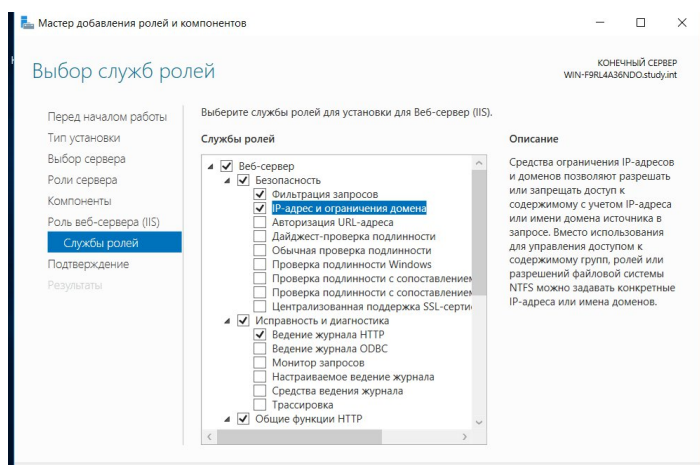 Мастер добавления ролей и компонентов
Выбор служб ролей
КОНЕЧНЫЙ СЕРВЕР
WIN-F9RL4A36NDO.study.int
Перед началом работы
Тип установки
Выбор сервера
Роли сервера
Компоненты
Роль веб-сервера (IIS)
Службы ролей
Подтверждение
Результаты
Выберите службы ролей для установки для Веб-сервер (IIS).
Службы ролей
Веб-сервер
Безопасность
Фильтрация запросов
IP-адрес и ограничения домена
Авторизация URL-адреса
Дайджест-проверка подлинности
Обычная проверка подлинности
Проверка подлинности Windows
Проверка подлинности с сопоставлением
Проверка подлинности с сопоставлением
Централизованная поддержка SSL-серти
Исправность и диагностика
Ведение журнала HTTP
Ведение журнала ODBC
Монитор запросов
Настраиваемое ведение журнала
Средства ведения журнала
Трассировка
Общие функции HTTP
Описание
Средства ограничения IP-адресов
и доменов позволяют разрешать
или запрещать доступ к
содержимому с учетом IP-адреса
или имени домена источника в
запросе. Вместо использования
для управления доступом к
содержимому групп, ролей или
разрешений файловой системы
NTFS можно задавать конкретные
IP-адреса или имена доменов.